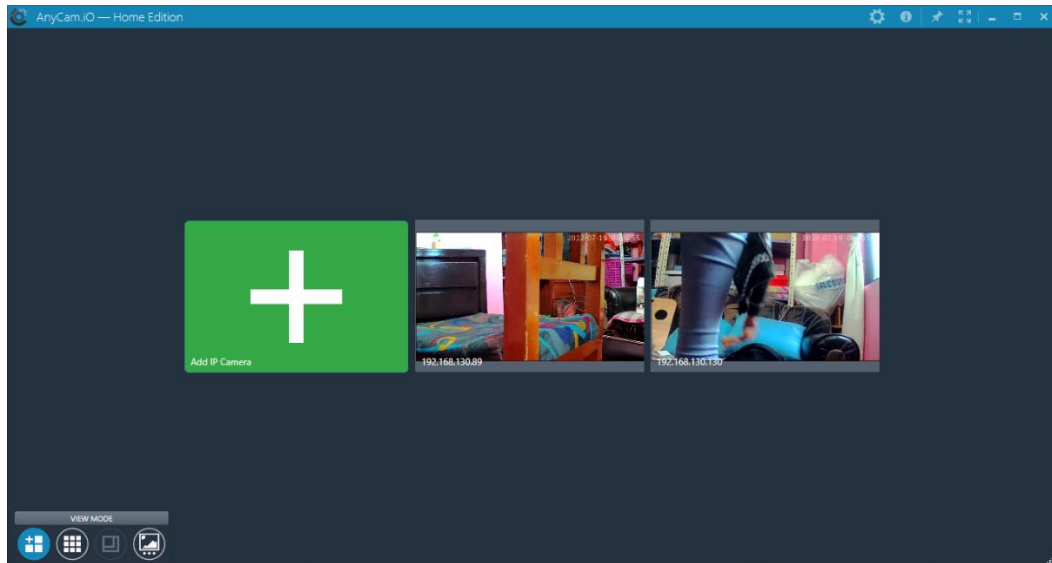 AnyCam.iO — Home Edition
Add IP Camera
192.168.130.89
192.168.130.130
VIEW MODE